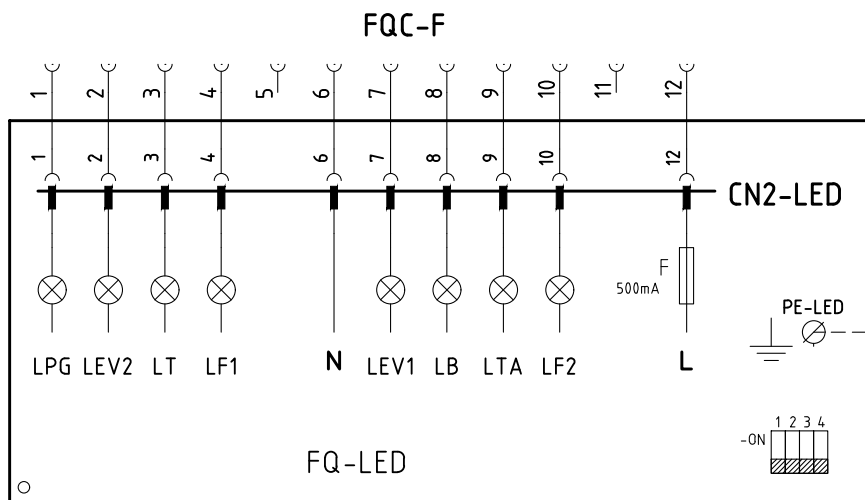 FQC-F
1 2 3 4 5 6 7 8 9 10 11 12
1 2 3 4 6 7 8 9 10 12
CN2-LED
F
500mA
PE-LED
LPG LEV2 LT LF1 N LEV1 LB LTA LF2 L
1 2 3 4
-ON
FQ-LED